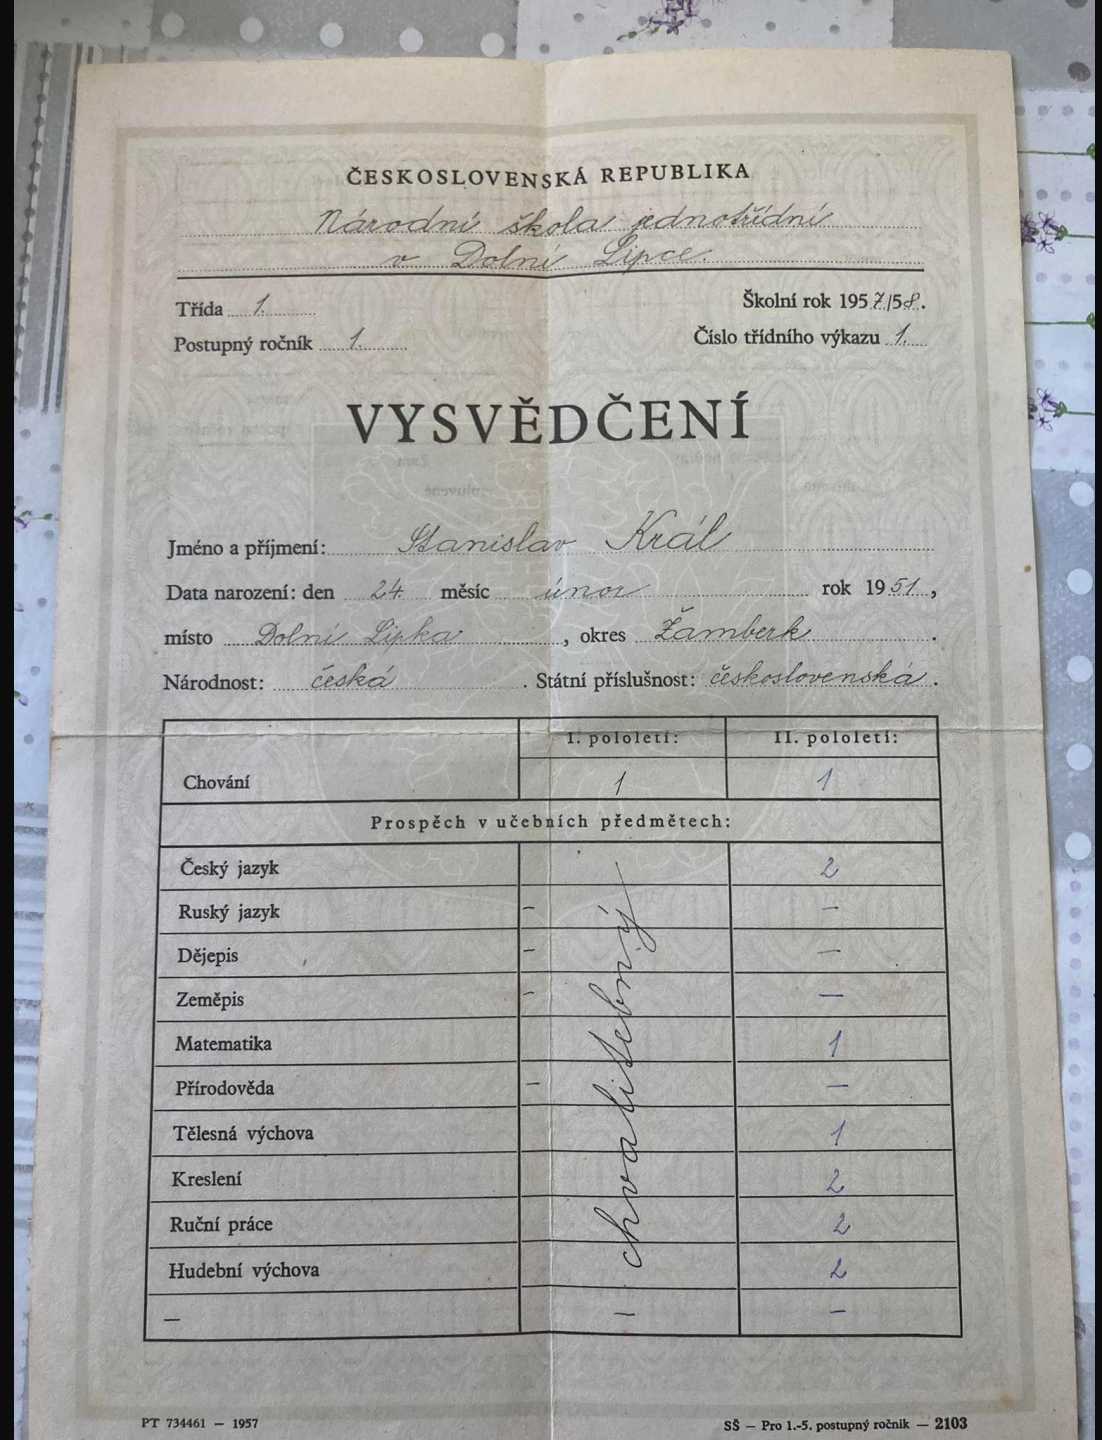 ČESKOSLOVENSKÁ REPUBLIKA
Národní škola jednotřídní
v Dolní Lipce.
Třída 1. Školní rok 1957/58.
Postupný ročník 1. Číslo třídního výkazu 1.
VYSVĚDČENÍ
Jméno a příjmení: Stanislav Král
Data narození: den 24. měsíc únor rok 1951,
místo Dolní Lipka, okres Žamberk.
Národnost: česká. Státní příslušnost: československá.
I. pololetí: II. pololetí:
Chování 1 1
Prospěch v učebních předmětech:
chvalitebný
Český jazyk 2
Ruský jazyk – –
Dějepis – –
Zeměpis – –
Matematika 1
Přírodověda – –
Tělesná výchova 1
Kreslení 2
Ruční práce 2
Hudební výchova 2
– – –
PT 734461 – 1957 SŠ – Pro 1.-5. postupný ročník – 2103